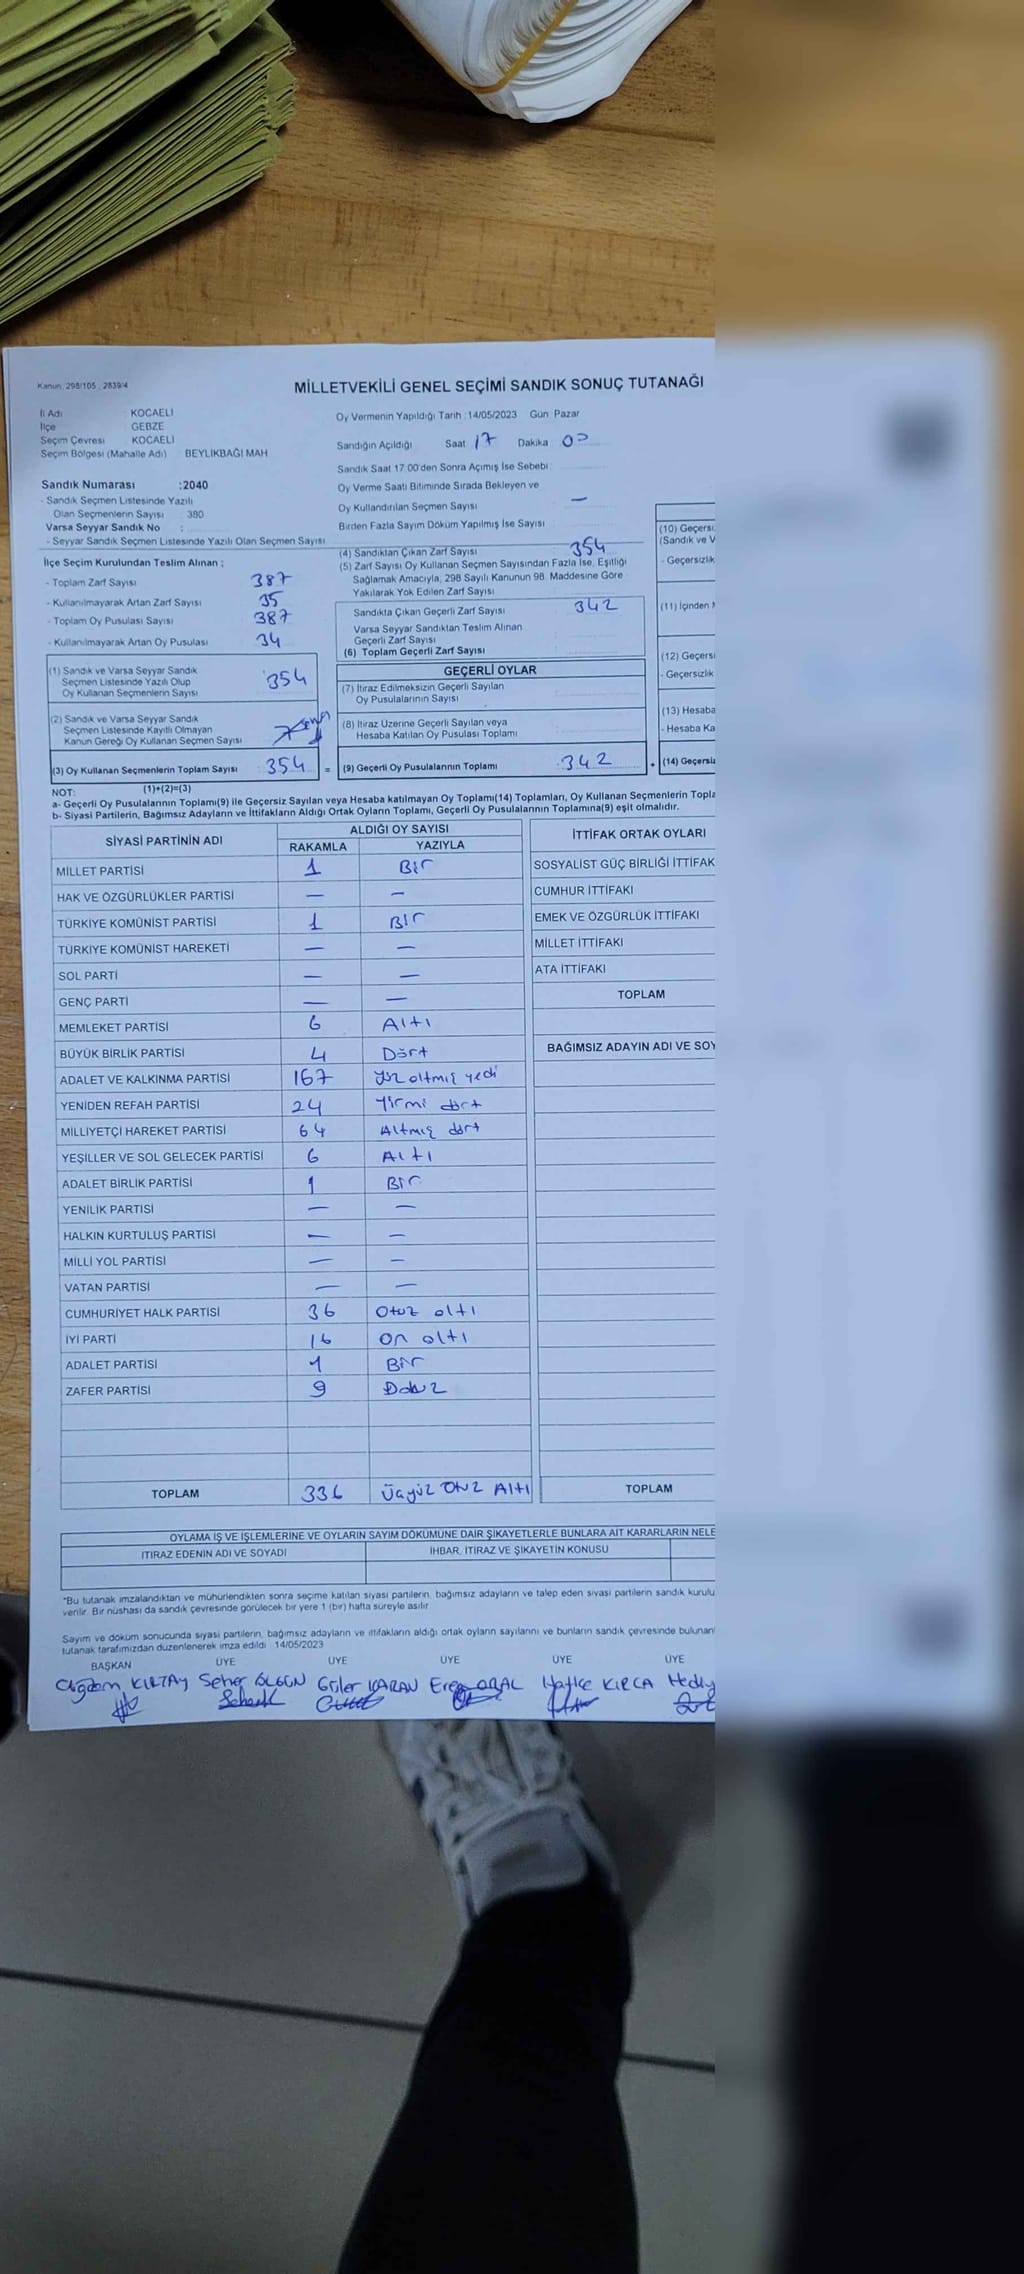 Kanun: 298/105 , 2839/4
MİLLETVEKİLİ GENEL SEÇİMİ SANDIK SONUÇ TUTANAĞI
İl Adı : KOCAELİ
İlçe : GEBZE
Seçim Çevresi : KOCAELİ
Seçim Bölgesi (Mahalle Adı) BEYLİKBAĞI MAH
Oy Vermenin Yapıldığı Tarih : 14/05/2023 Gün Pazar
Sandığın Açıldığı Saat 17 Dakika 00
Sandık Saat 17:00'den Sonra Açımış İse Sebebi :
Sandık Numarası :2040
- Sandık Seçmen Listesinde Yazılı
Olan Seçmenlerin Sayısı : 380
Varsa Seyyar Sandık No :
- Seyyar Sandık Seçmen Listesinde Yazılı Olan Seçmen Sayısı :
Oy Verme Saati Bitiminde Sırada Bekleyen ve
Oy Kullandırılan Seçmen Sayısı —
Birden Fazla Sayım Döküm Yapılmış İse Sayısı
İlçe Seçim Kurulundan Teslim Alınan ;
- Toplam Zarf Sayısı 387
- Kullanılmayarak Artan Zarf Sayısı 35
- Toplam Oy Pusulası Sayısı 387
- Kullanılmayarak Artan Oy Pusulası 34
(4) Sandıktan Çıkan Zarf Sayısı 354
(5) Zarf Sayısı Oy Kullanan Seçmen Sayısından Fazla İse, Eşitliği
Sağlamak Amacıyla, 298 Sayılı Kanunun 98. Maddesine Göre
Yakılarak Yok Edilen Zarf Sayısı
Sandıkta Çıkan Geçerli Zarf Sayısı 342
Varsa Seyyar Sandıktan Teslim Alınan
Geçerli Zarf Sayısı
(6) Toplam Geçerli Zarf Sayısı
(1) Sandık ve Varsa Seyyar Sandık
Seçmen Listesinde Yazılı Olup
Oy Kullanan Seçmenlerin Sayısı 354
(2) Sandık ve Varsa Seyyar Sandık
Seçmen Listesinde Kayıtlı Olmayan
Kanun Gereği Oy Kullanan Seçmen Sayısı
(3) Oy Kullanan Seçmenlerin Toplam Sayısı 354 =
(1)+(2)=(3)
GEÇERLİ OYLAR
(7) İtiraz Edilmeksizin Geçerli Sayılan
Oy Pusulalarının Sayısı
(8) İtiraz Üzerine Geçerli Sayılan veya
Hesaba Katılan Oy Pusulası Toplamı
(9) Geçerli Oy Pusulalarının Toplamı 342 +
(10) Geçersi
(Sandık ve V
- Geçersizlik
(11) İçinden
(12) Geçersi
- Geçersizlik
(13) Hesaba
- Hesaba Ka
(14) Geçersiz
NOT:
a- Geçerli Oy Pusulalarının Toplamı(9) ile Geçersiz Sayılan veya Hesaba katılmayan Oy Toplamı(14) Toplamları, Oy Kullanan Seçmenlerin Topla
b- Siyasi Partilerin, Bağımsız Adayların ve İttifakların Aldığı Ortak Oyların Toplamı, Geçerli Oy Pusulasının Toplamına(9) eşit olmalıdır.
SİYASİ PARTİNİN ADI ALDIĞI OY SAYISI
RAKAMLA YAZIYLA
MİLLET PARTİSİ 1 Bir
HAK VE ÖZGÜRLÜKLER PARTİSİ — —
TÜRKİYE KOMÜNİST PARTİSİ 1 Bir
TÜRKİYE KOMÜNİST HAREKETİ — —
SOL PARTİ — —
GENÇ PARTİ — —
MEMLEKET PARTİSİ 6 Altı
BÜYÜK BİRLİK PARTİSİ 4 Dört
ADALET VE KALKINMA PARTİSİ 167 Yüz altmış yedi
YENİDEN REFAH PARTİSİ 24 Yirmi dört
MİLLİYETÇİ HAREKET PARTİSİ 64 Altmış dört
YEŞİLLER VE SOL GELECEK PARTİSİ 6 Altı
ADALET BİRLİK PARTİSİ 1 Bir
YENİLİK PARTİSİ — —
HALKIN KURTULUŞ PARTİSİ — —
MİLLİ YOL PARTİSİ — —
VATAN PARTİSİ — —
CUMHURİYET HALK PARTİSİ 36 Otuz altı
İYİ PARTİ 16 On altı
ADALET PARTİSİ 1 Bir
ZAFER PARTİSİ 9 Dokuz
TOPLAM 336 Üçyüz Otuz Altı
İTTİFAK ORTAK OYLARI
SOSYALİST GÜÇ BİRLİĞİ İTTİFAK
CUMHUR İTTİFAKI
EMEK VE ÖZGÜRLÜK İTTİFAKI
MİLLET İTTİFAKI
ATA İTTİFAKI
TOPLAM
BAĞIMSIZ ADAYIN ADI VE SOY
TOPLAM
OYLAMA İŞ VE İŞLEMLERİNE VE OYLARIN SAYIM DÖKÜMÜNE DAİR ŞİKAYETLERLE BUNLARA AİT KARARLARIN NELE
İTİRAZ EDENİN ADI VE SOYADI İHBAR, İTİRAZ VE ŞİKAYETİN KONUSU
*Bu tutanak imzalandıktan ve mühürlendikten sonra seçime katılan siyasi partilerin, bağımsız adayların ve talep eden siyasi partilerin sandık kurulu
verilir. Bir nüshası da sandık çevresinde görülecek bir yere 1 (bir) hafta süreyle asılır.
Sayım ve döküm sonucunda siyasi partilerin, bağımsız adayların ve ittifakların aldığı ortak oyların sayılarını ve bunların sandık çevresinde bulunan
tutanak tarafımızdan düzenlenerek imza edildi. 14/05/2023
BAŞKAN ÜYE ÜYE ÜYE ÜYE ÜYE
Çiğdem KIRTAY Seher Güler KARAN Eren Hatice KIRCA Hediy